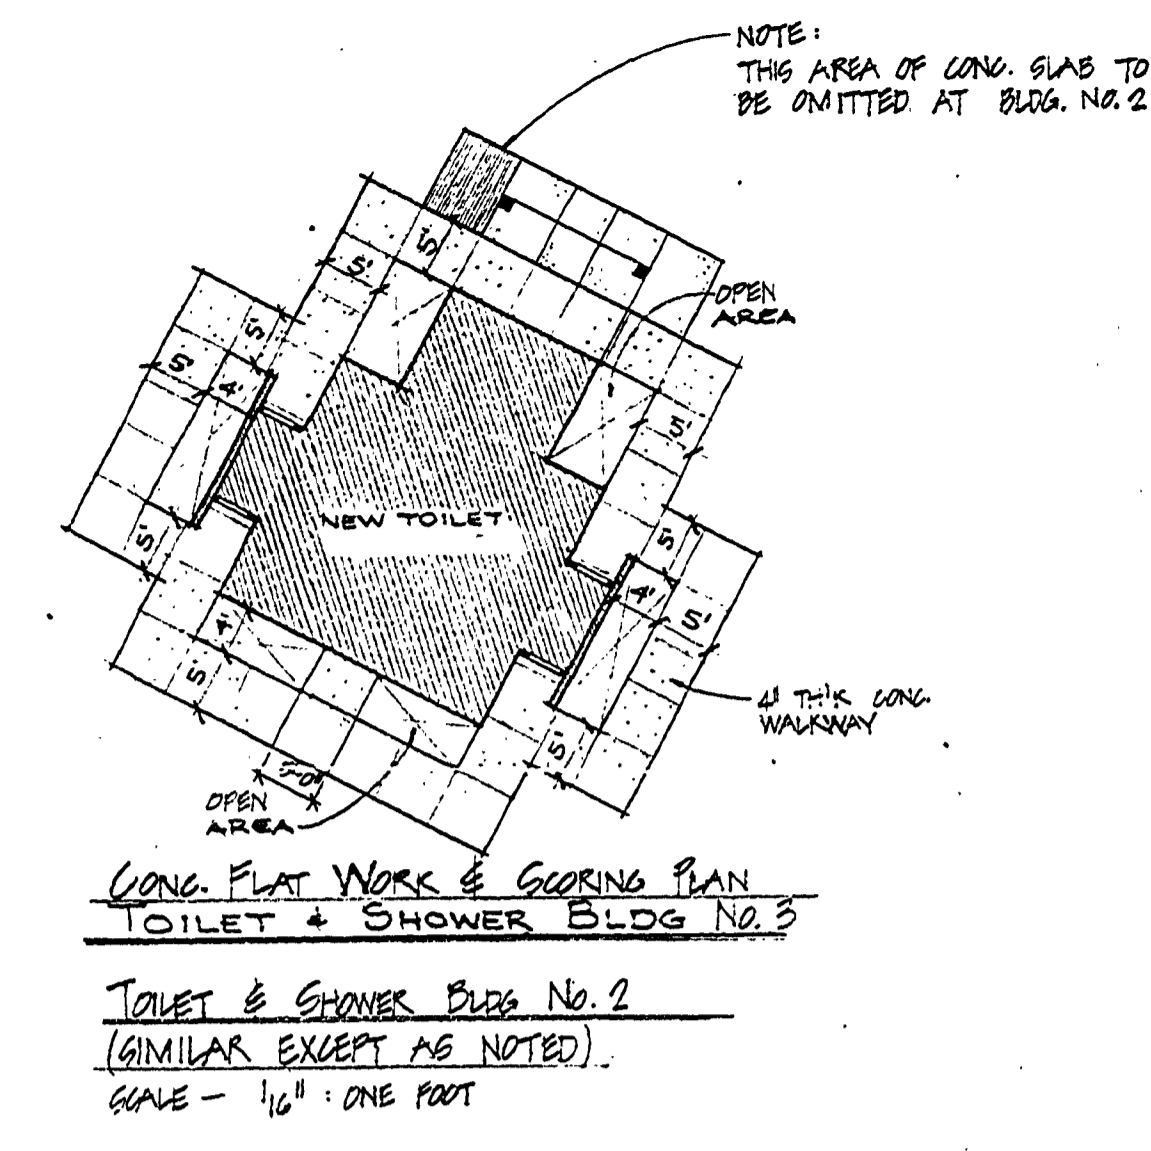 NOTE:
THIS AREA OF CONC. SLAB TO
BE OMITTED AT BLDG. NO. 2
5'
5'
OPEN
AREA
5'
5'
4'
5'
NEW TOILET
5'
5'
4'
5'
4'
5'
4" TH'K CONC.
WALKWAY
5'
OPEN
AREA
CONC. FLAT WORK & SCORING PLAN
TOILET & SHOWER BLDG NO. 3
TOILET & SHOWER BLDG NO. 2
(SIMILAR EXCEPT AS NOTED)
SCALE - 1/16" : ONE FOOT